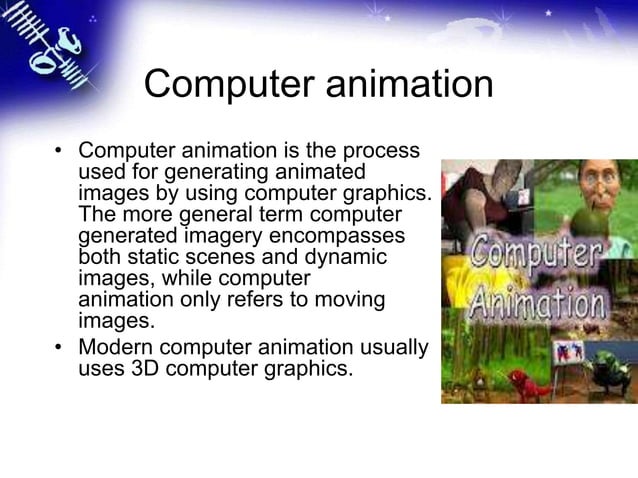 Computer animation
• Computer animation is the process
used for generating animated
images by using computer graphics.
The more general term computer
generated imagery encompasses
both static scenes and dynamic
images, while computer
animation only refers to moving
images.
• Modern computer animation usually
uses 3D computer graphics.
Computer
Animation